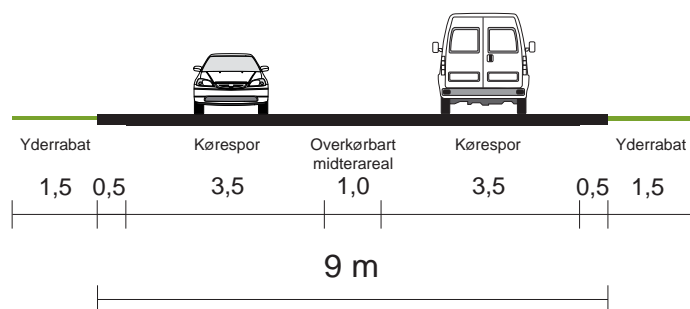 Yderrabat Kørespor Overkørbart Kørespor Yderrabat
midterareal
1,5 0,5 3,5 1,0 3,5 0,5 1,5
9 m